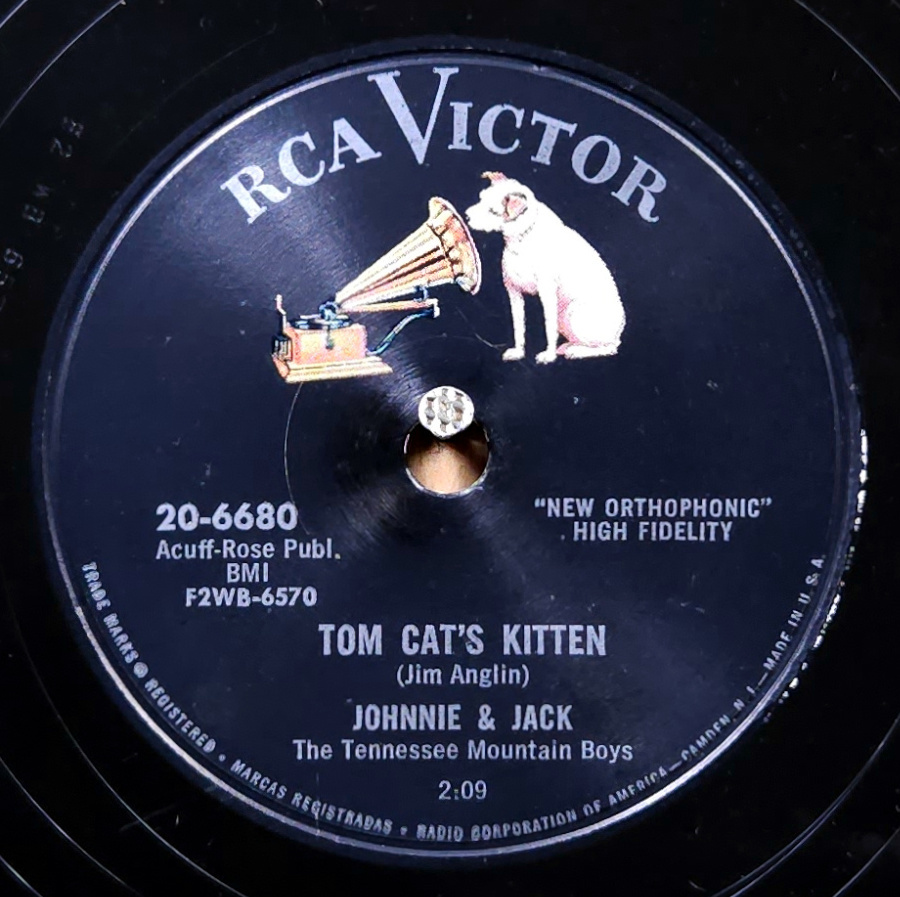 RCA VICTOR
20-6680
Acuff-Rose Publ.
BMI
F2WB-6570
"NEW ORTHOPHONIC"
HIGH FIDELITY
TOM CAT'S KITTEN
(Jim Anglin)
JOHNNIE & JACK
The Tennessee Mountain Boys
2:09
TRADE MARKS ® REGISTERED • MARCAS REGISTRADAS • RADIO CORPORATION OF AMERICA—CAMDEN, N. J.—MADE IN U. S. A.